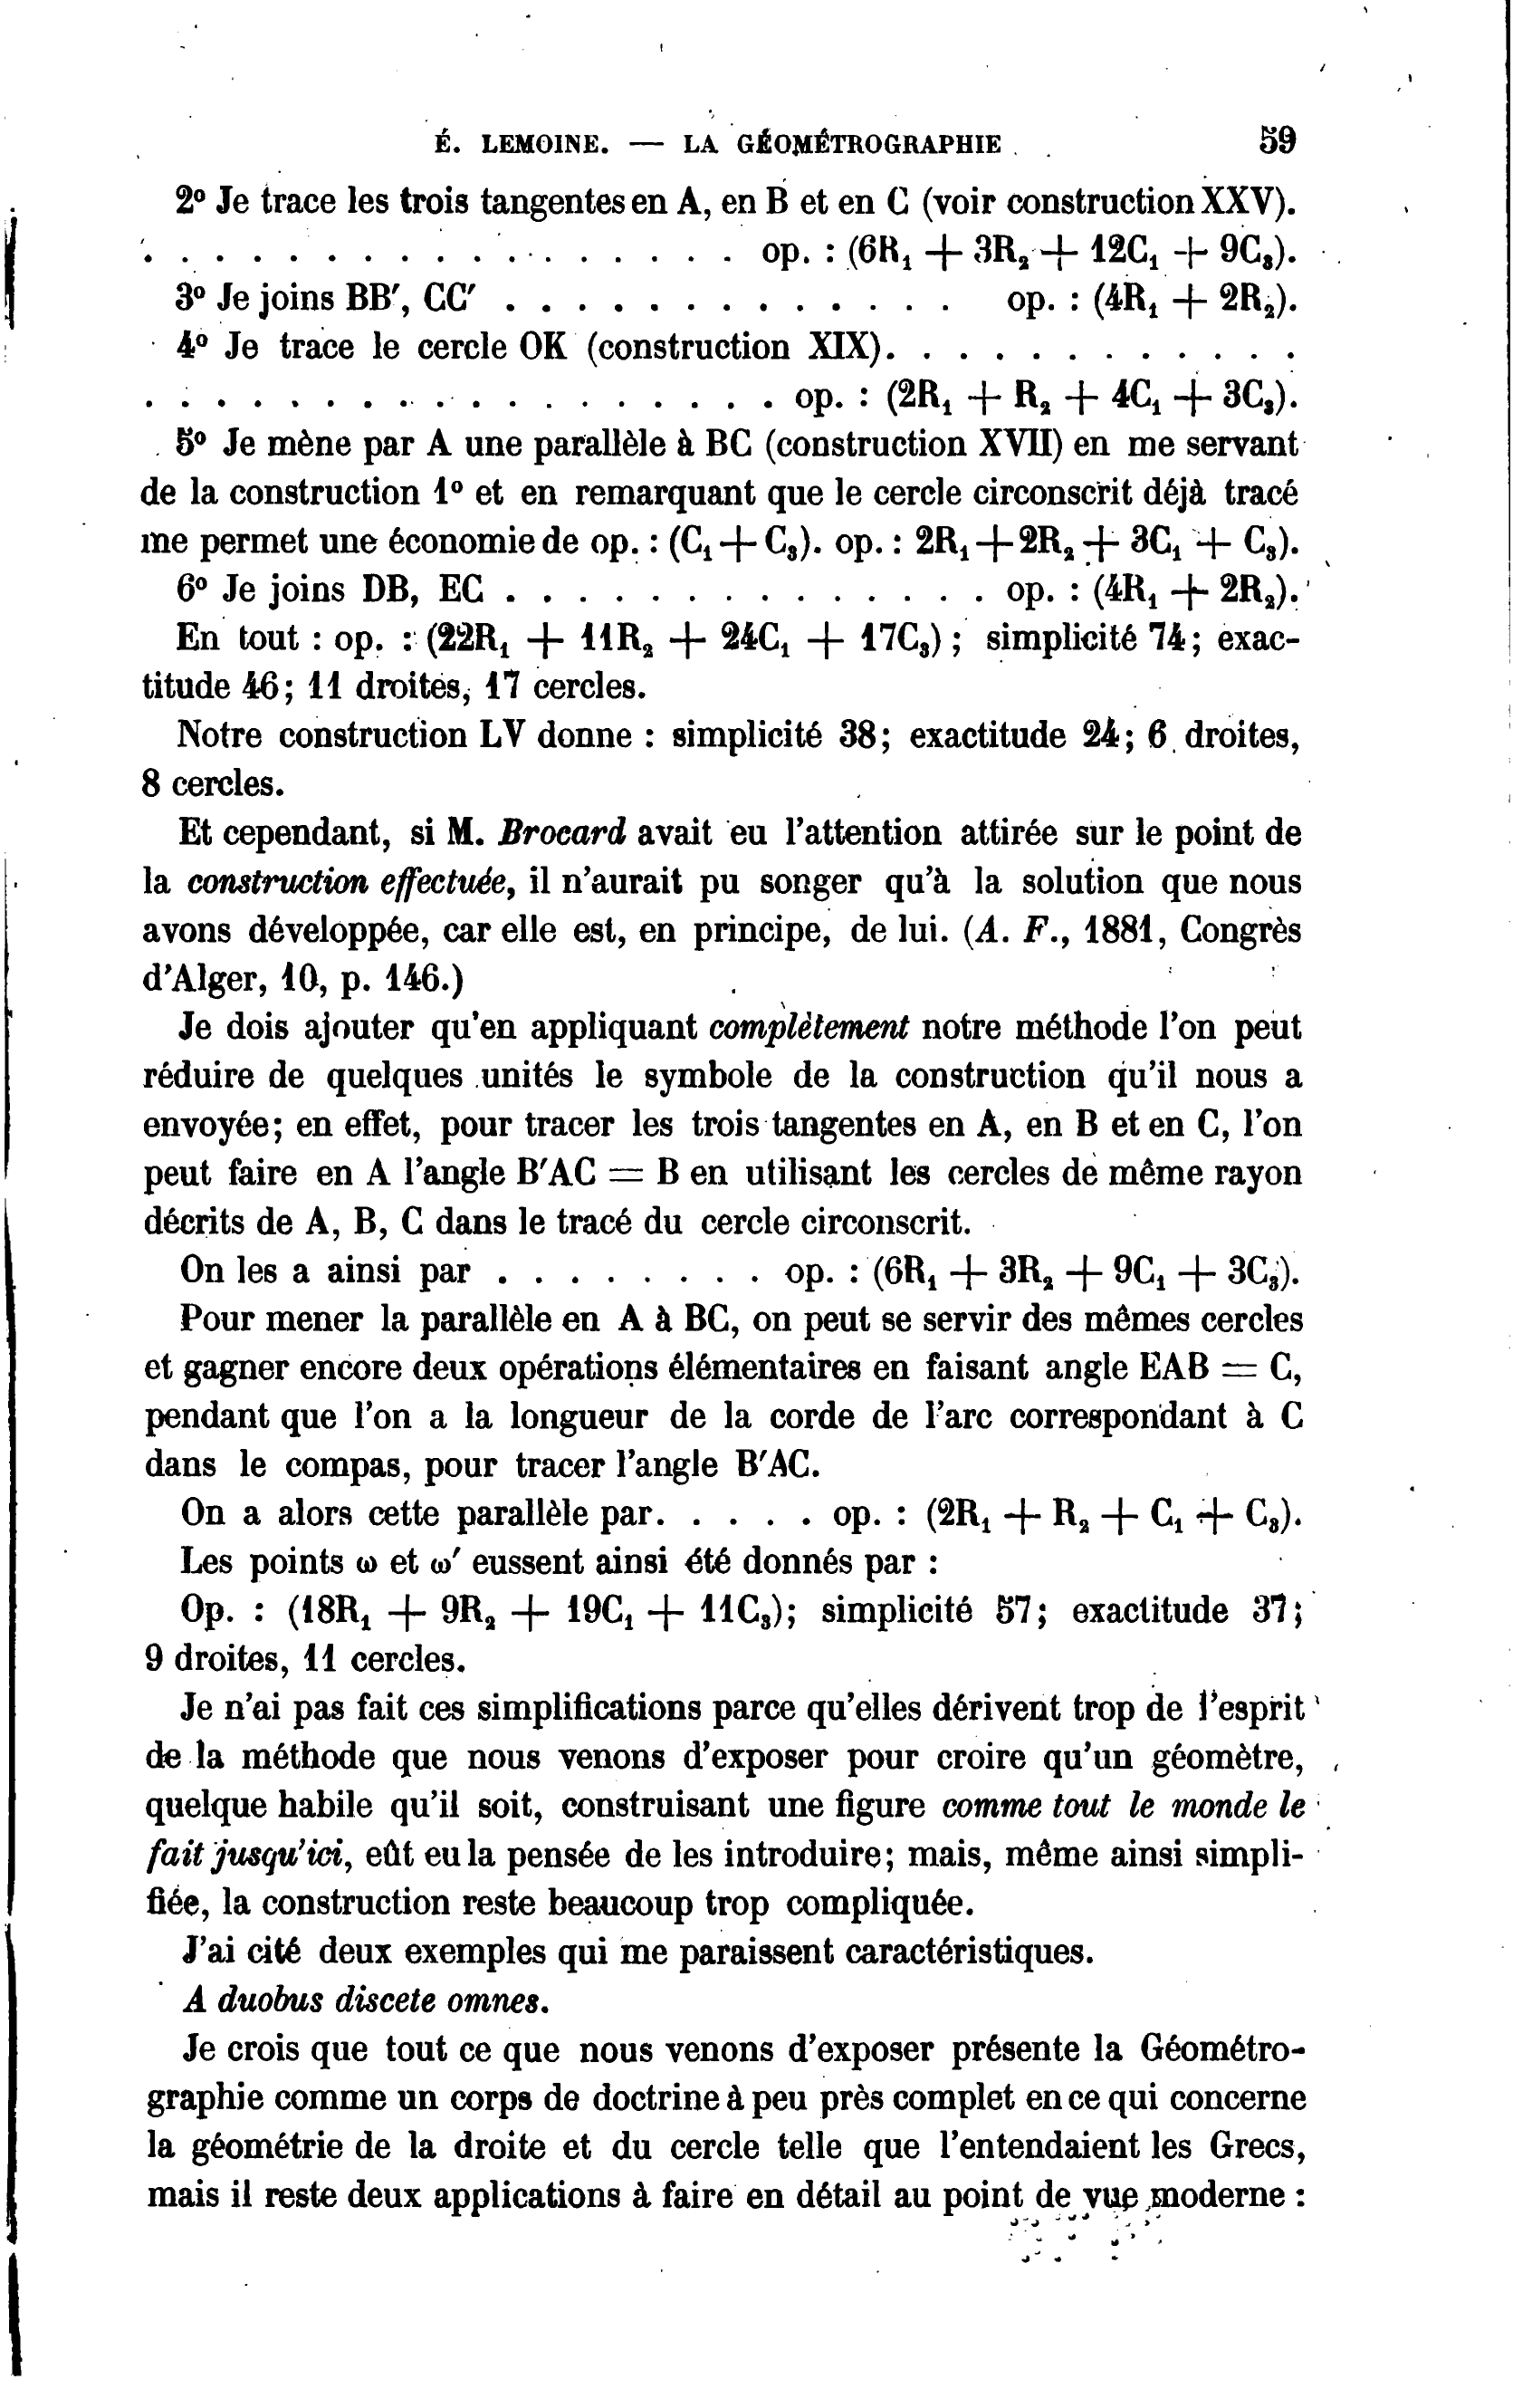 É. LEMOINE. — LA GÉOMÉTROGRAPHIE 59
2º Je trace les trois tangentes en A, en B et en C (voir construction XXV).
. . . . . . . . . . . . . . . . . op. : (6R₁ + 3R₂ + 12C₁ + 9C₃).
3º Je joins BB′, CC′ . . . . . . . . . . . . . op. : (4R₁ + 2R₂).
4º Je trace le cercle OK (construction XIX). . . . . . . . . . . .
. . . . . . . . . . . . . . . . . . op. : (2R₁ + R₂ + 4C₁ + 3C₃).
5º Je mène par A une parallèle à BC (construction XVII) en me servant
de la construction 1º et en remarquant que le cercle circonscrit déjà tracé
me permet une économie de op. : (C₁ + C₃). op. : 2R₁ + 2R₂ + 3C₁ + C₃).
6º Je joins DB, EC . . . . . . . . . . . . . . op. : (4R₁ + 2R₂).
En tout : op. : (22R₁ + 11R₂ + 24C₁ + 17C₃) ; simplicité 74 ; exac-
titude 46 ; 11 droites, 17 cercles.
Notre construction LV donne : simplicité 38 ; exactitude 24 ; 6 droites,
8 cercles.
Et cependant, si M. Brocard avait eu l'attention attirée sur le point de
la construction effectuée, il n'aurait pu songer qu'à la solution que nous
avons développée, car elle est, en principe, de lui. (A. F., 1881, Congrès
d'Alger, 10, p. 146.)
Je dois ajouter qu'en appliquant complètement notre méthode l'on peut
réduire de quelques unités le symbole de la construction qu'il nous a
envoyée ; en effet, pour tracer les trois tangentes en A, en B et en C, l'on
peut faire en A l'angle B′AC = B en utilisant les cercles de même rayon
décrits de A, B, C dans le tracé du cercle circonscrit.
On les a ainsi par . . . . . . . . op. : (6R₁ + 3R₂ + 9C₁ + 3C₃).
Pour mener la parallèle en A à BC, on peut se servir des mêmes cercles
et gagner encore deux opérations élémentaires en faisant angle EAB = C,
pendant que l'on a la longueur de la corde de l'arc correspondant à C
dans le compas, pour tracer l'angle B′AC.
On a alors cette parallèle par. . . . . op. : (2R₁ + R₂ + C₁ + C₃).
Les points ω et ω′ eussent ainsi été donnés par :
Op. : (18R₁ + 9R₂ + 19C₁ + 11C₃) ; simplicité 57 ; exactitude 37 ;
9 droites, 11 cercles.
Je n'ai pas fait ces simplifications parce qu'elles dérivent trop de l'esprit
de la méthode que nous venons d'exposer pour croire qu'un géomètre,
quelque habile qu'il soit, construisant une figure comme tout le monde le
fait jusqu'ici, eût eu la pensée de les introduire ; mais, même ainsi simpli-
fiée, la construction reste beaucoup trop compliquée.
J'ai cité deux exemples qui me paraissent caractéristiques.
A duobus discete omnes.
Je crois que tout ce que nous venons d'exposer présente la Géométro-
graphie comme un corps de doctrine à peu près complet en ce qui concerne
la géométrie de la droite et du cercle telle que l'entendaient les Grecs,
mais il reste deux applications à faire en détail au point de vue moderne :